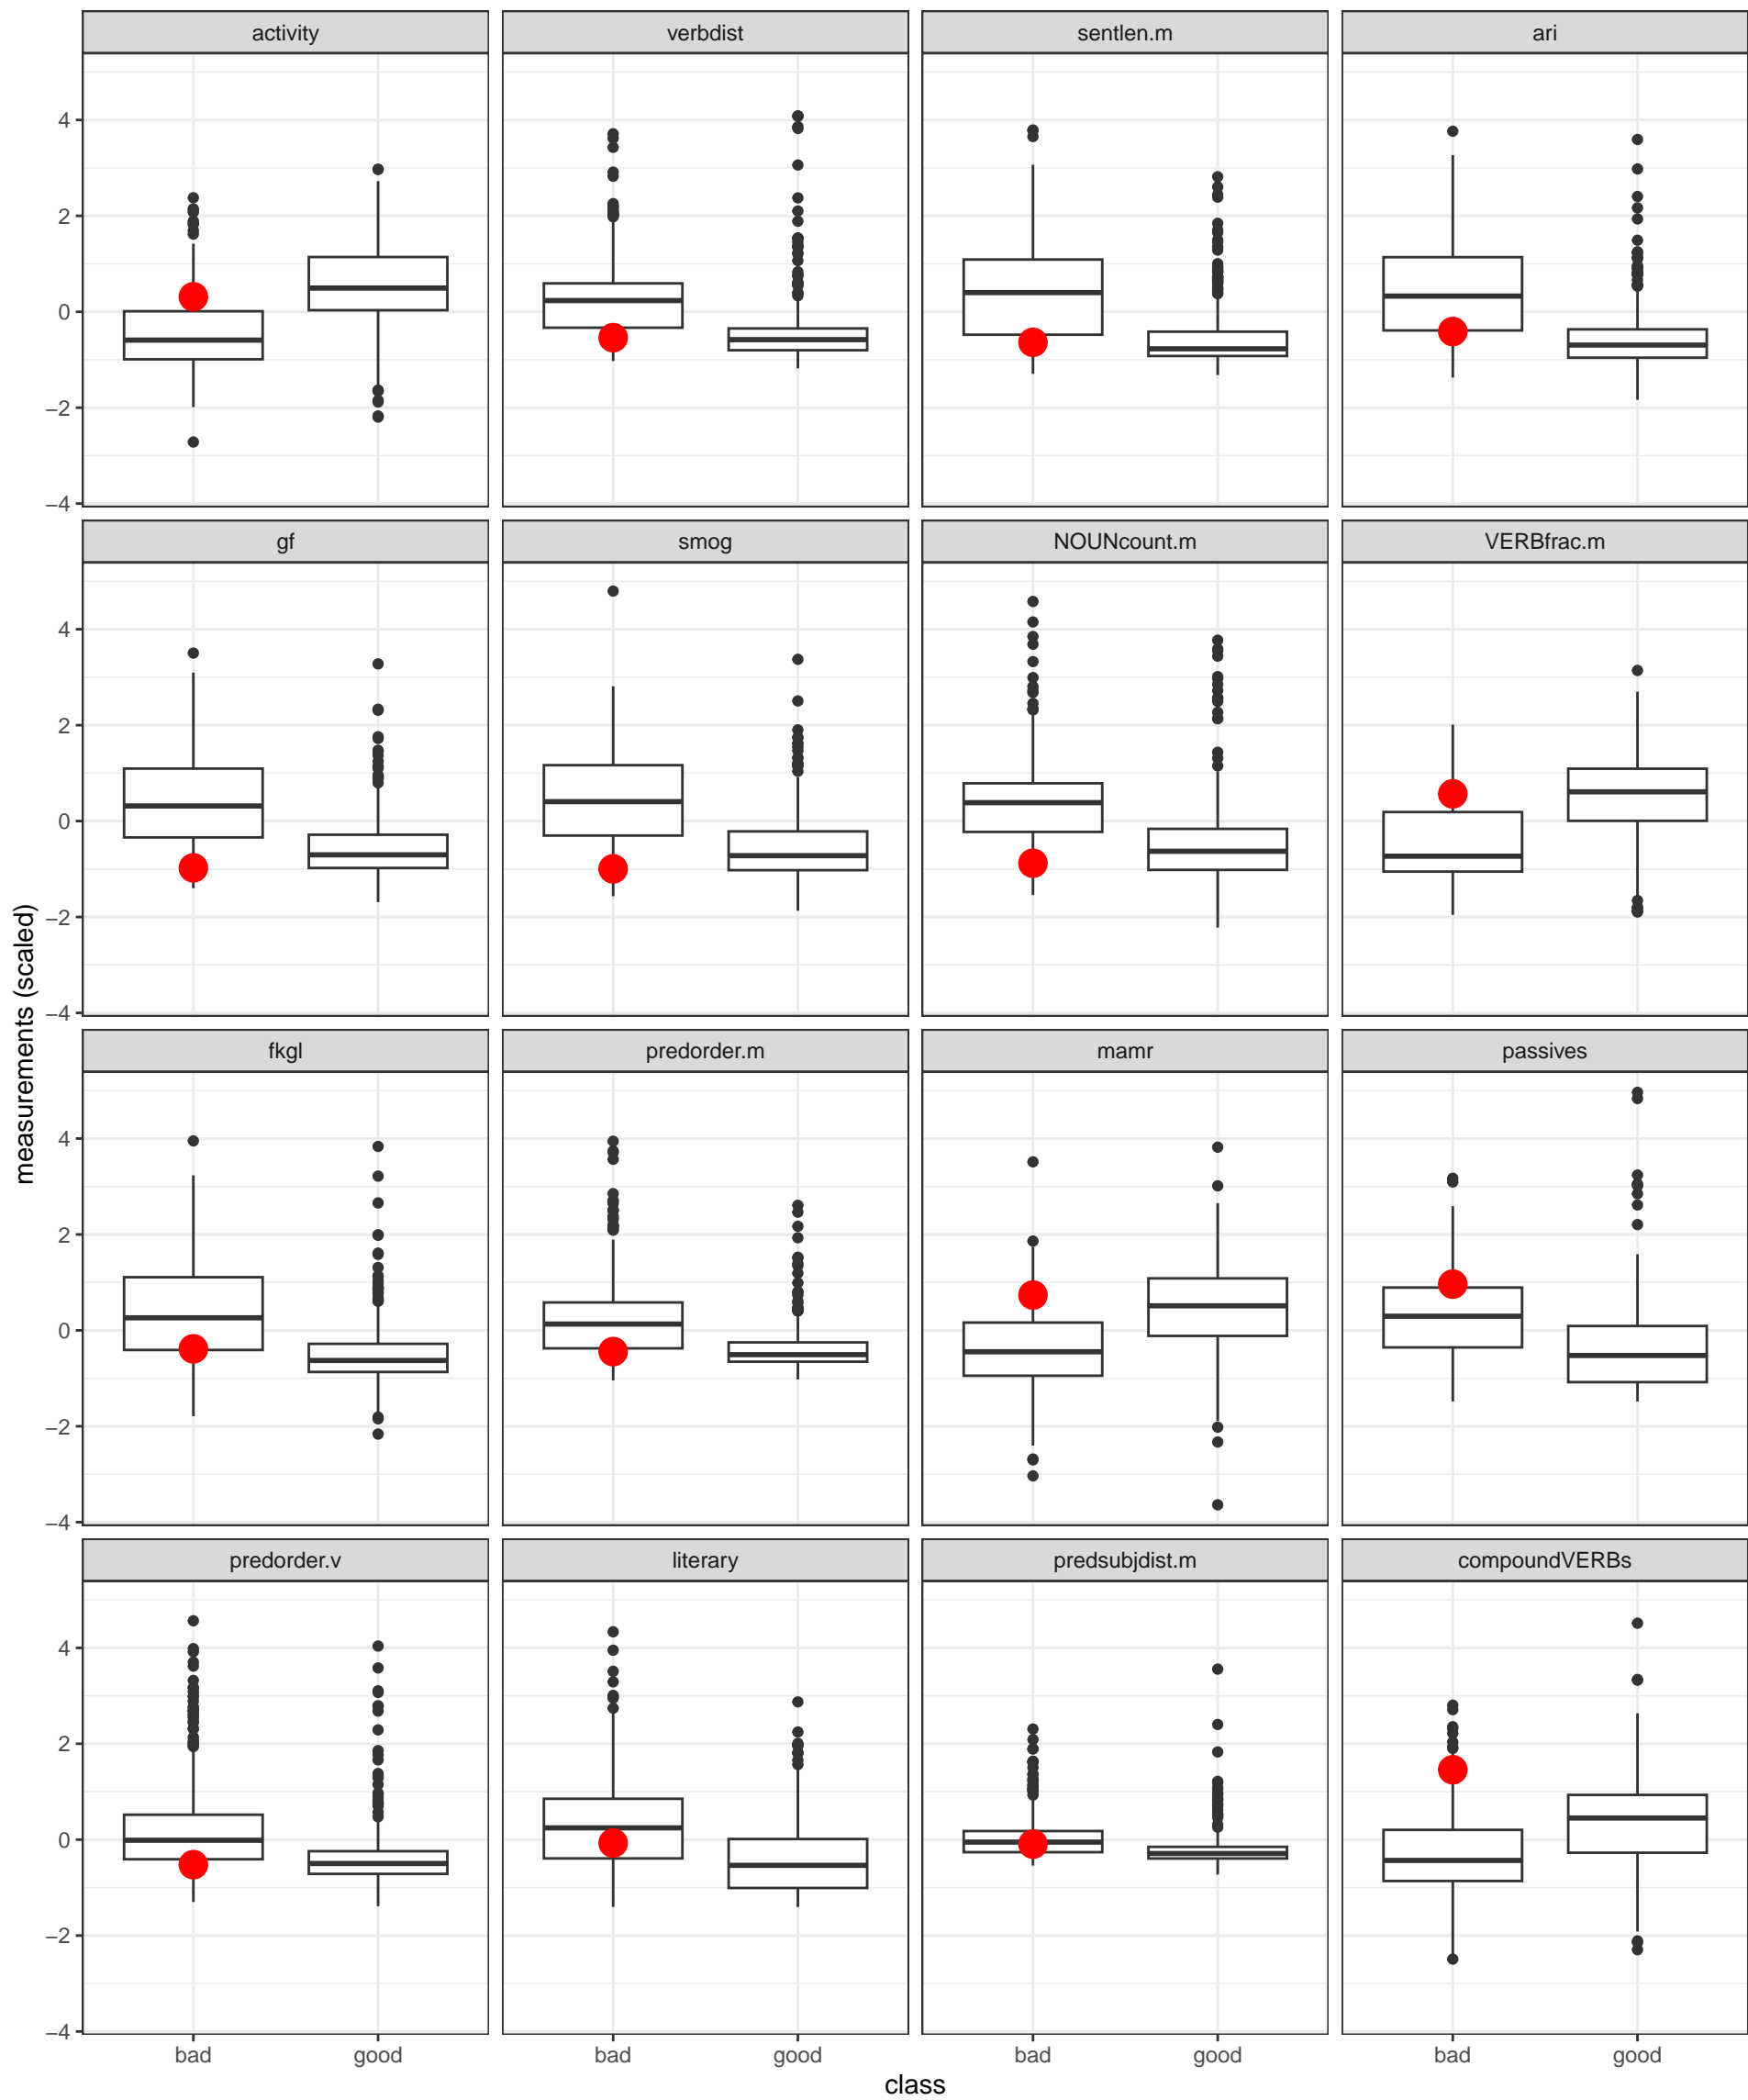 activity verbdist sentlen.m ari
4
2
0
−2
−4
gf smog NOUNcount.m VERBfrac.m
4
2
0
−2
−4
measurements (scaled)
fkgl predorder.m mamr passives
4
2
0
−2
−4
predorder.v literary predsubjdist.m compoundVERBs
4
2
0
−2
−4
bad good bad good bad good bad good
class